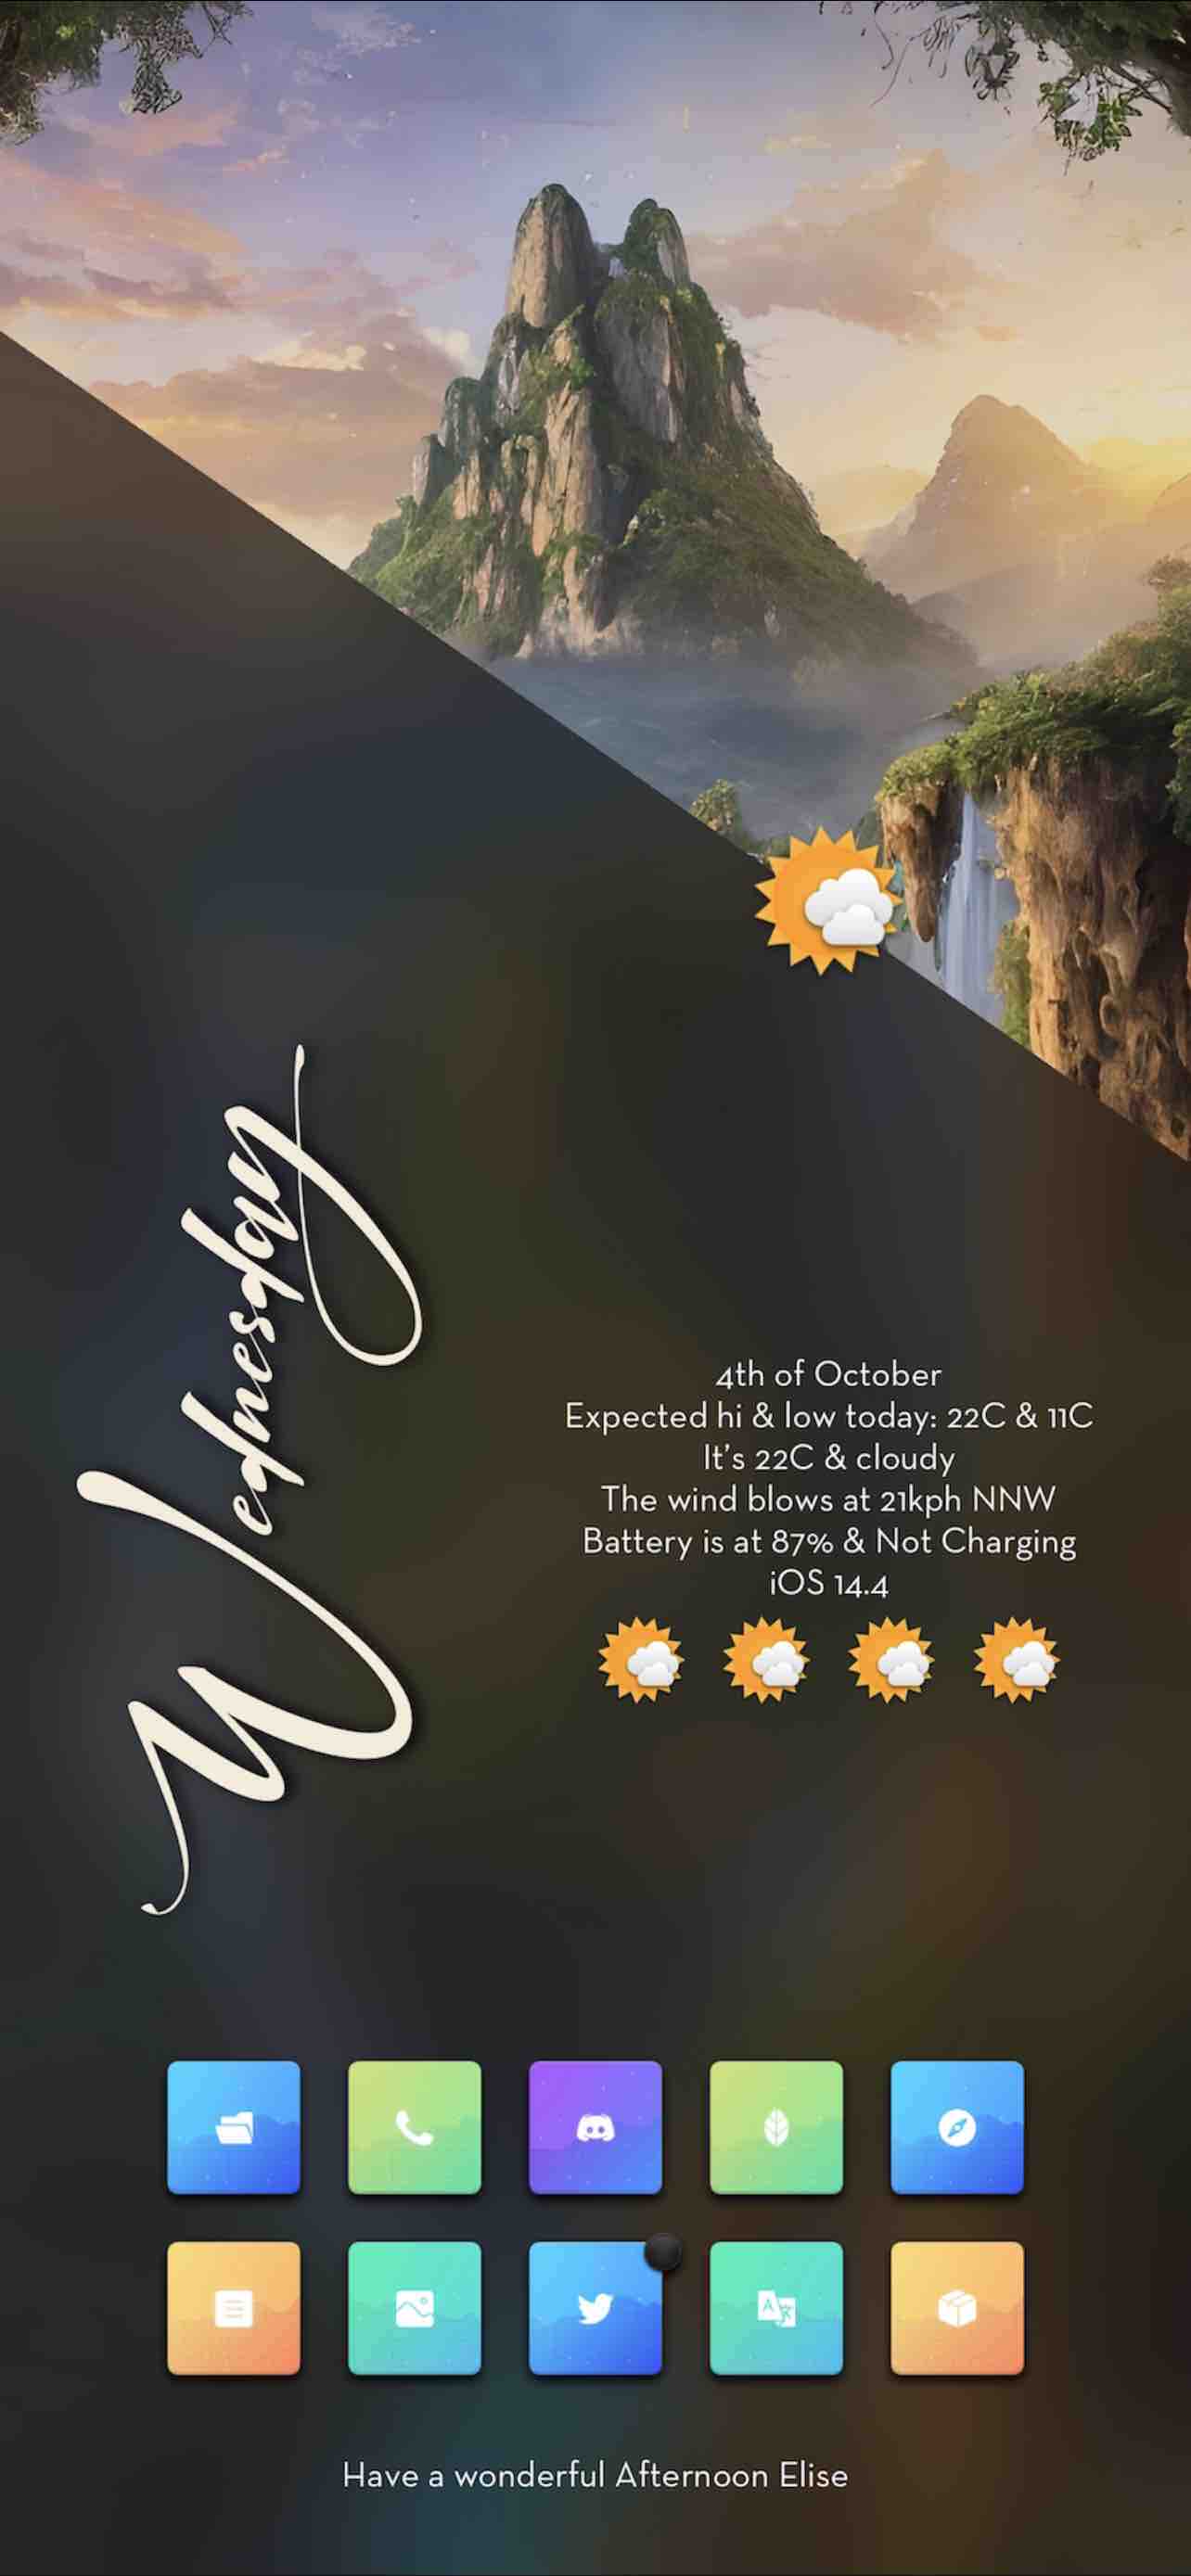 Wednesday
4th of October
Expected hi & low today: 22C & 11C
It's 22C & cloudy
The wind blows at 21kph NNW
Battery is at 87% & Not Charging
iOS 14.4
Have a wonderful Afternoon Elise